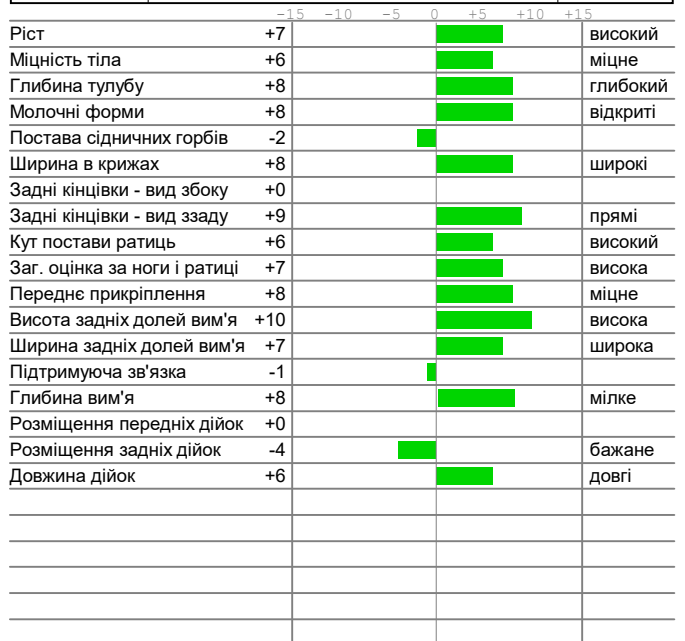 -15 -10 -5 0 +5 +10 +15
Ріст +7 високий
Міцність тіла +6 міцне
Глибина тулубу +8 глибокий
Молочні форми +8 відкриті
Постава сідничних горбів -2
Ширина в крижах +8 широкі
Задні кінцівки - вид збоку +0
Задні кінцівки - вид ззаду +9 прямі
Кут постави ратиць +6 високий
Заг. оцінка за ноги і ратиці +7 висока
Переднє прикріплення +8 міцне
Висота задніх долей вим'я +10 висока
Ширина задніх долей вим'я +7 широка
Підтримуюча зв'язка -1
Глибина вим'я +8 мілке
Розміщення передніх дійок +0
Розміщення задніх дійок -4 бажане
Довжина дійок +6 довгі